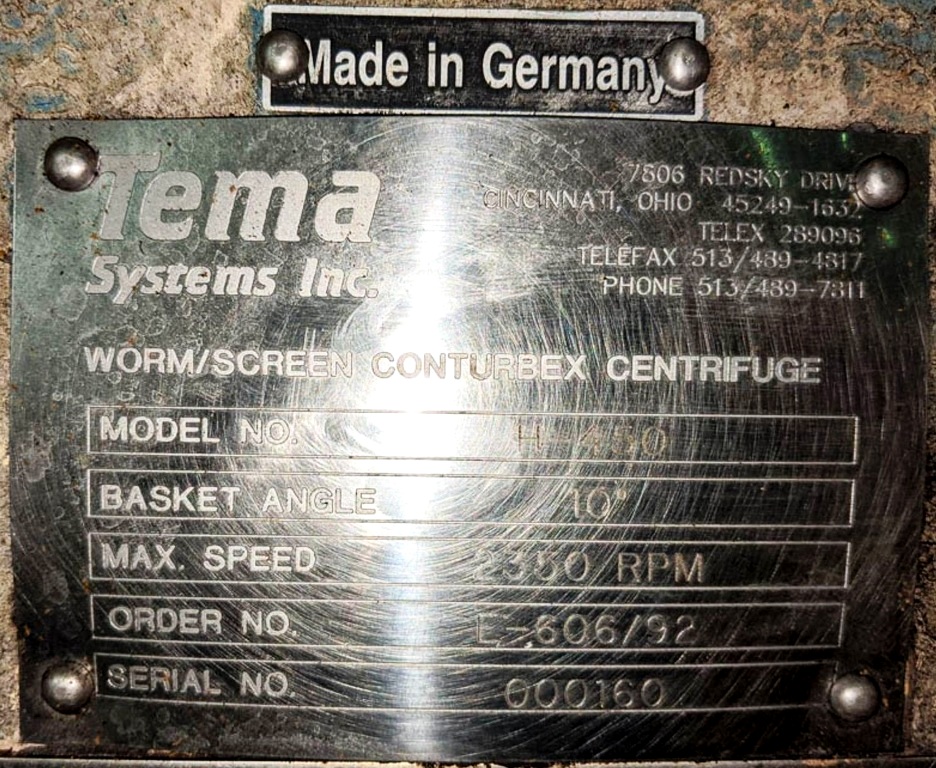 Made in Germany
Tema
Systems Inc.
7806 REDSKY DRIVE
CINCINNATI, OHIO 45249-1632
TELEX 289096
TELEFAX 513/489-4817
PHONE 513/489-7811
WORM/SCREEN CONTURBEX CENTRIFUGE
MODEL NO. H-450
BASKET ANGLE 10°
MAX. SPEED 2350 RPM
ORDER NO. E-606/92
SERIAL NO. 000160